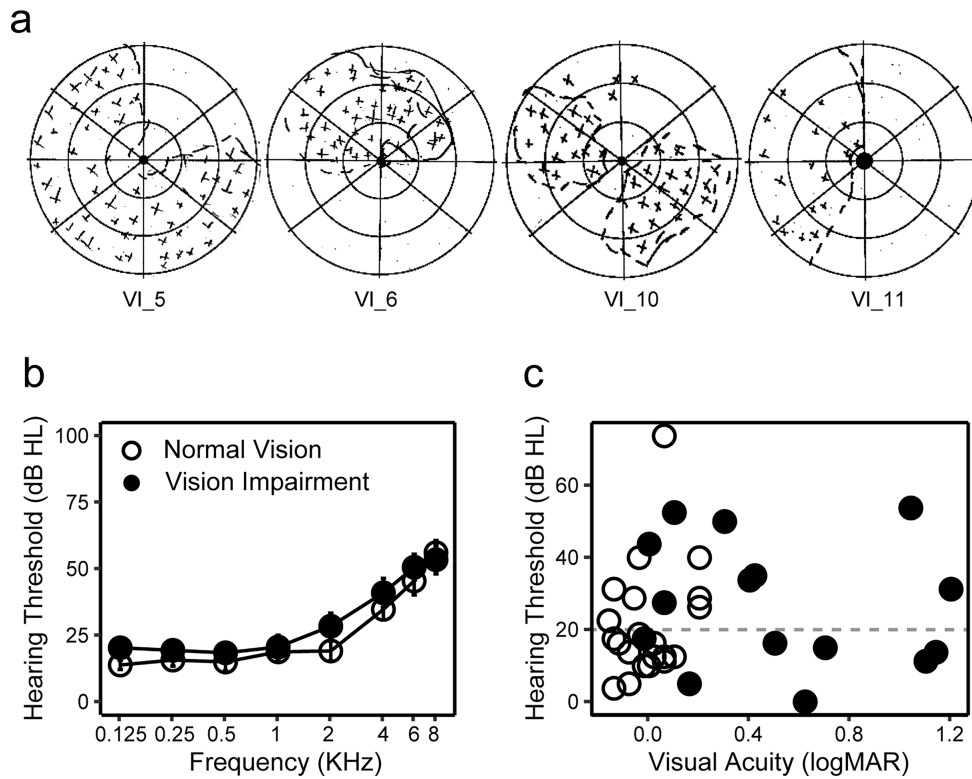 a
VI_5 VI_6 VI_10 VI_11
b
Hearing Threshold (dB HL)
100
75
50
25
0
Normal Vision
Vision Impairment
0.125 0.25 0.5 1 2 4 6 8
Frequency (KHz)
c
Hearing Threshold (dB HL)
60
40
20
0
0.0 0.4 0.8 1.2
Visual Acuity (logMAR)